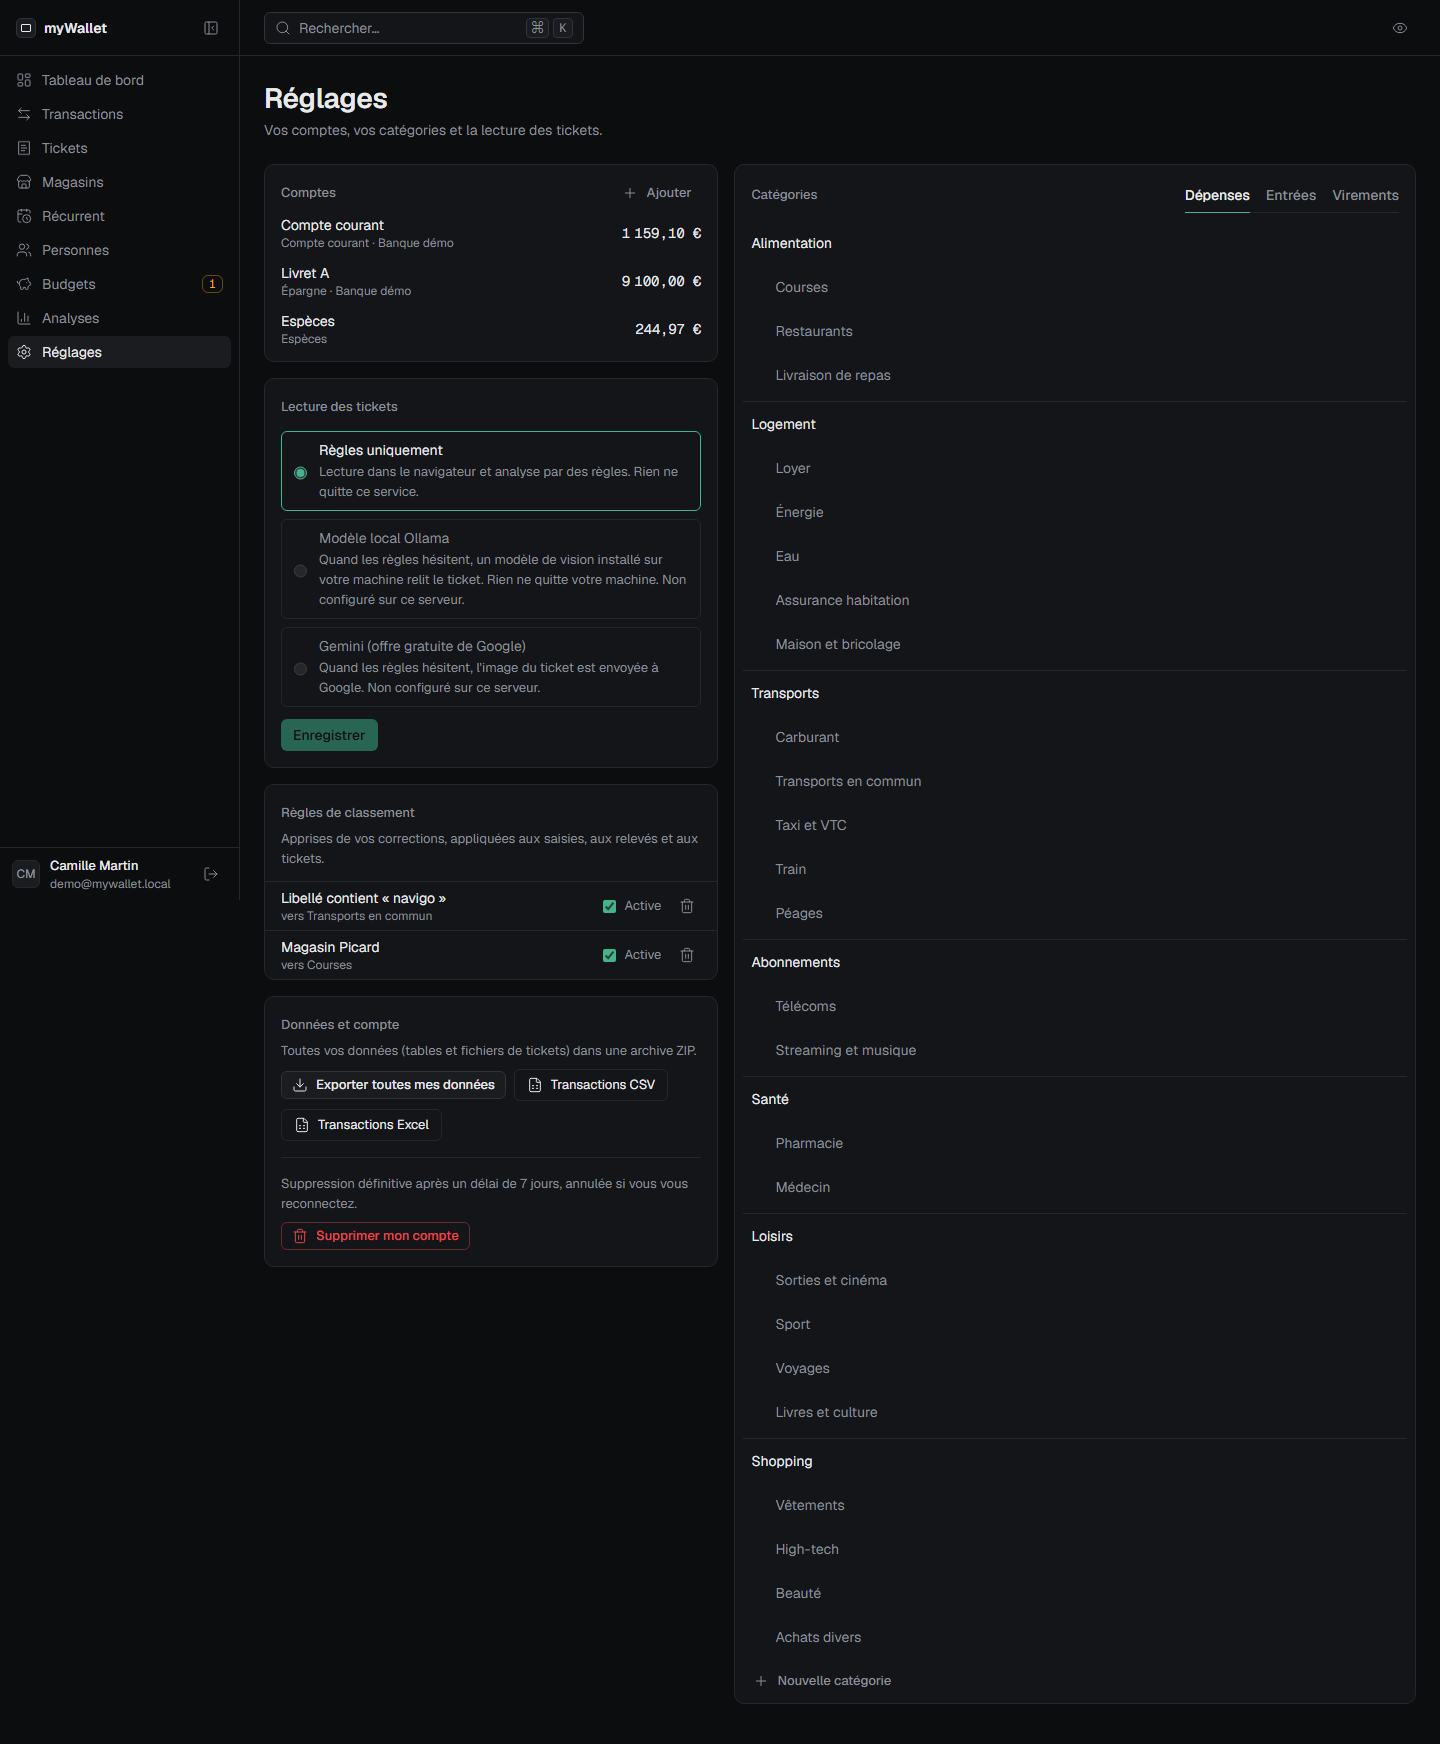 myWallet
Rechercher…
⌘ K
Tableau de bord
Transactions
Tickets
Magasins
Récurrent
Personnes
Budgets
1
Analyses
Réglages
CM
Camille Martin
demo@mywallet.local
Réglages
Vos comptes, vos catégories et la lecture des tickets.
Comptes
Ajouter
Compte courant
Compte courant · Banque démo
1 159,10 €
Livret A
Épargne · Banque démo
9 100,00 €
Espèces
Espèces
244,97 €
Lecture des tickets
Règles uniquement
Lecture dans le navigateur et analyse par des règles. Rien ne
quitte ce service.
Modèle local Ollama
Quand les règles hésitent, un modèle de vision installé sur
votre machine relit le ticket. Rien ne quitte votre machine. Non
configuré sur ce serveur.
Gemini (offre gratuite de Google)
Quand les règles hésitent, l'image du ticket est envoyée à
Google. Non configuré sur ce serveur.
Enregistrer
Règles de classement
Apprises de vos corrections, appliquées aux saisies, aux relevés et aux
tickets.
Libellé contient « navigo »
vers Transports en commun
Active
Magasin Picard
vers Courses
Active
Données et compte
Toutes vos données (tables et fichiers de tickets) dans une archive ZIP.
Exporter toutes mes données
Transactions CSV
Transactions Excel
Suppression définitive après un délai de 7 jours, annulée si vous vous
reconnectez.
Supprimer mon compte
Catégories
Dépenses
Entrées
Virements
Alimentation
Courses
Restaurants
Livraison de repas
Logement
Loyer
Énergie
Eau
Assurance habitation
Maison et bricolage
Transports
Carburant
Transports en commun
Taxi et VTC
Train
Péages
Abonnements
Télécoms
Streaming et musique
Santé
Pharmacie
Médecin
Loisirs
Sorties et cinéma
Sport
Voyages
Livres et culture
Shopping
Vêtements
High-tech
Beauté
Achats divers
Nouvelle catégorie